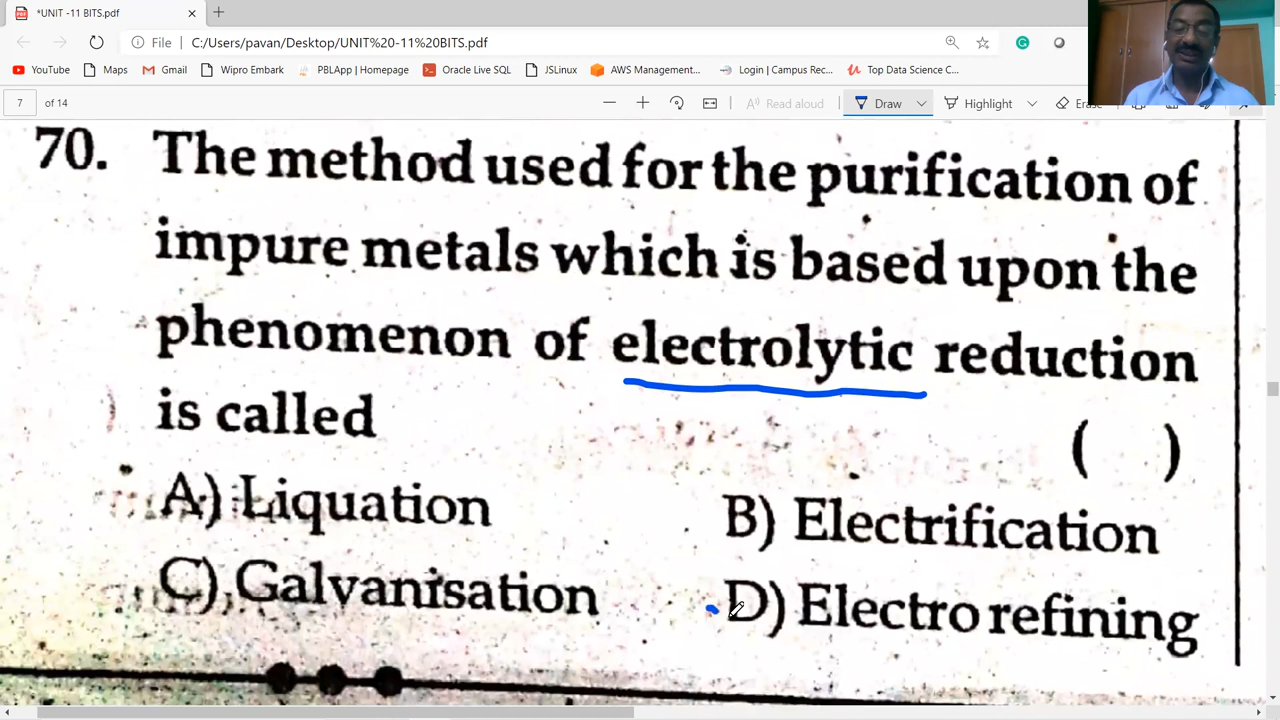 *UNIT -11 BITS.pdf
File C:/Users/pavan/Desktop/UNIT%20-11%20BITS.pdf
YouTube Maps Gmail Wipro Embark PBLApp | Homepage Oracle Live SQL JSLinux AWS Management... Login | Campus Rec... Top Data Science C...
7 of 14 Read aloud Draw Highlight Erase
70. The method used for the purification of
impure metals which is based upon the
phenomenon of electrolytic reduction
is called ( )
A) Liquation B) Electrification
C) Galvanisation D) Electro refining